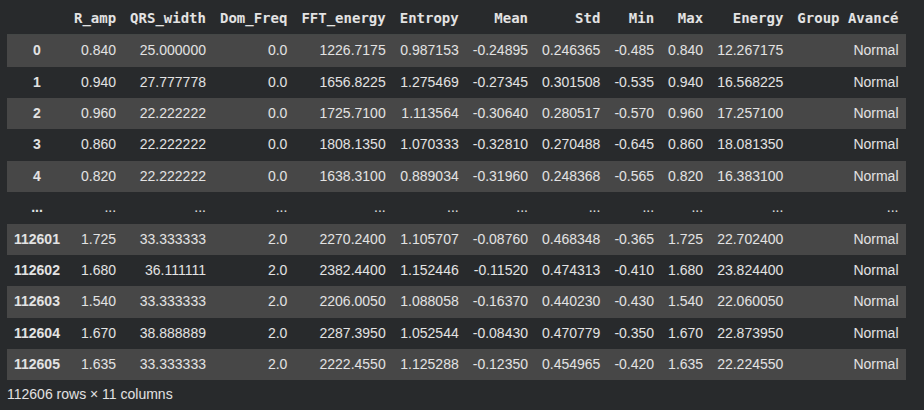 R_amp QRS_width Dom_Freq FFT_energy Entropy Mean Std Min Max Energy Group Avancé
0 0.840 25.000000 0.0 1226.7175 0.987153 -0.24895 0.246365 -0.485 0.840 12.267175 Normal
1 0.940 27.777778 0.0 1656.8225 1.275469 -0.27345 0.301508 -0.535 0.940 16.568225 Normal
2 0.960 22.222222 0.0 1725.7100 1.113564 -0.30640 0.280517 -0.570 0.960 17.257100 Normal
3 0.860 22.222222 0.0 1808.1350 1.070333 -0.32810 0.270488 -0.645 0.860 18.081350 Normal
4 0.820 22.222222 0.0 1638.3100 0.889034 -0.31960 0.248368 -0.565 0.820 16.383100 Normal
... ... ... ... ... ... ... ... ... ... ... ...
112601 1.725 33.333333 2.0 2270.2400 1.105707 -0.08760 0.468348 -0.365 1.725 22.702400 Normal
112602 1.680 36.111111 2.0 2382.4400 1.152446 -0.11520 0.474313 -0.410 1.680 23.824400 Normal
112603 1.540 33.333333 2.0 2206.0050 1.088058 -0.16370 0.440230 -0.430 1.540 22.060050 Normal
112604 1.670 38.888889 2.0 2287.3950 1.052544 -0.08430 0.470779 -0.350 1.670 22.873950 Normal
112605 1.635 33.333333 2.0 2222.4550 1.125288 -0.12350 0.454965 -0.420 1.635 22.224550 Normal
112606 rows × 11 columns